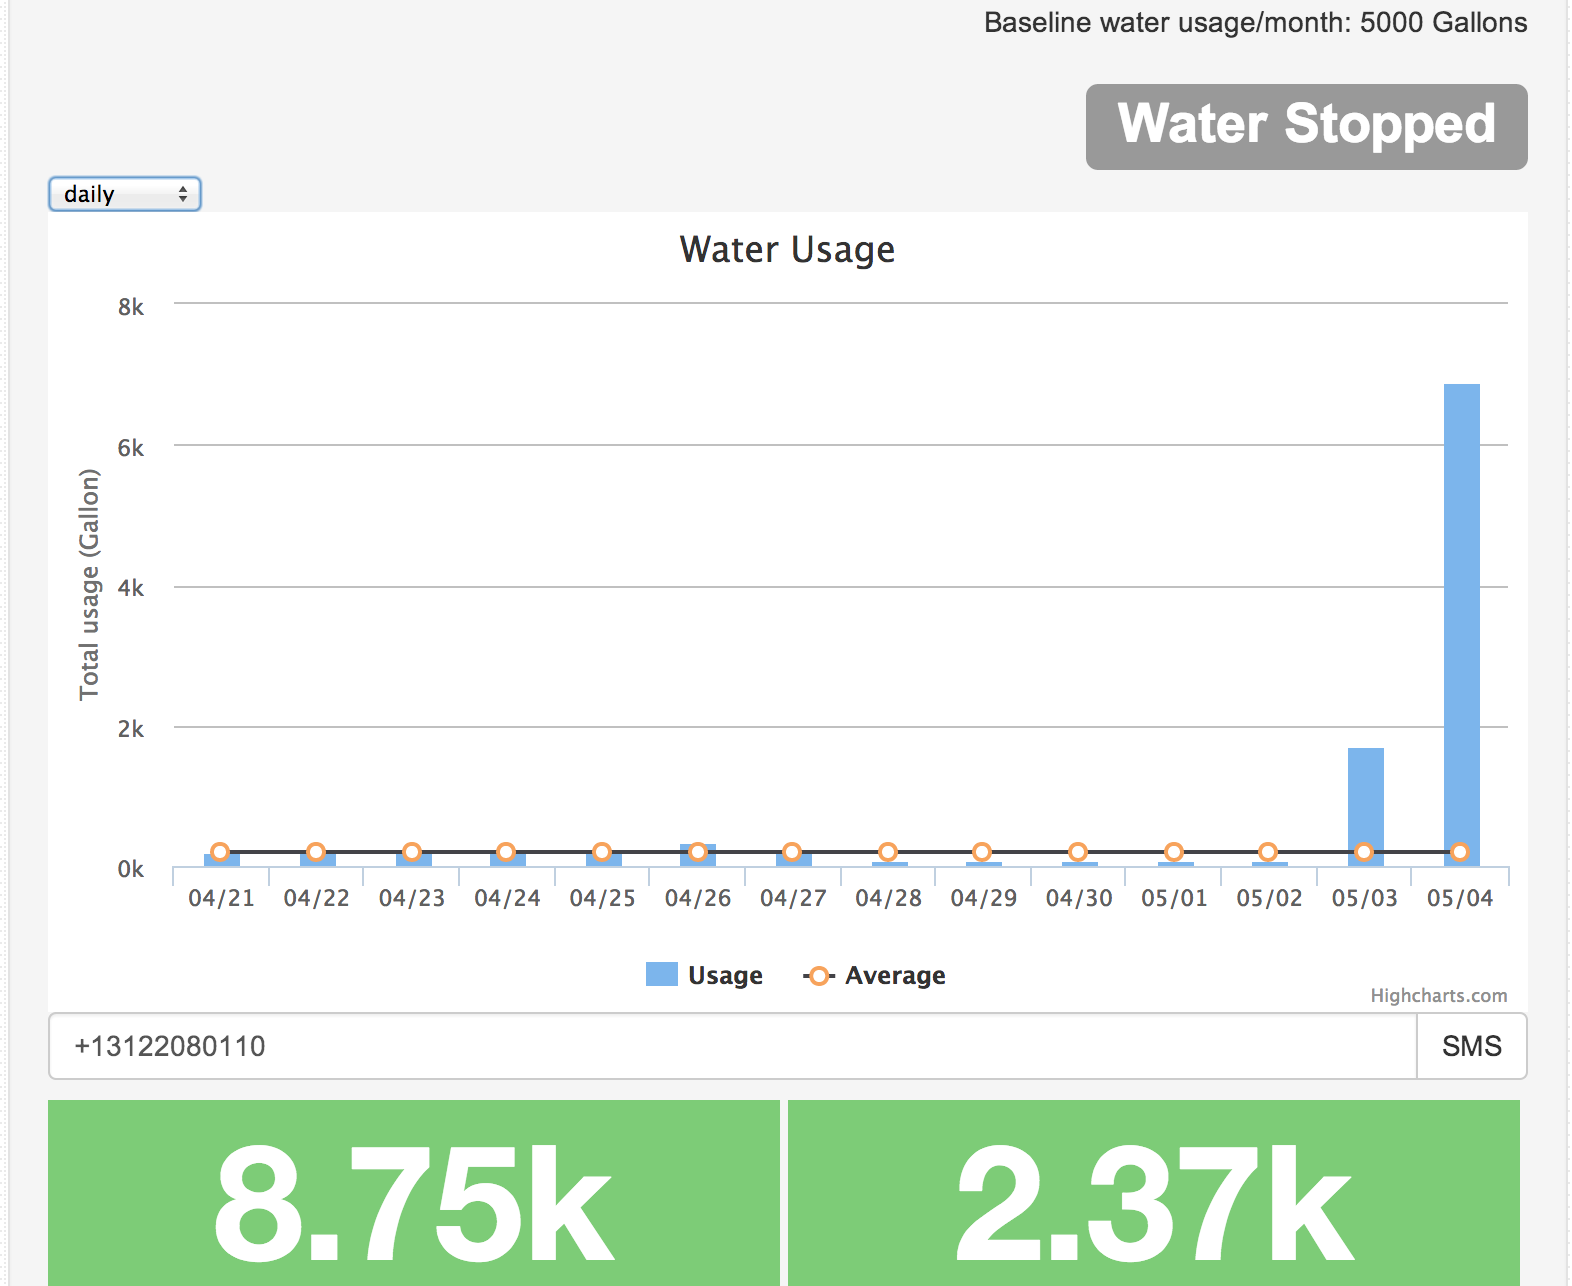 Baseline water usage/month: 5000 Gallons
Water Stopped
daily
Water Usage
8k
6k
4k
2k
0k
Total usage (Gallon)
04/21 04/22 04/23 04/24 04/25 04/26 04/27 04/28 04/29 04/30 05/01 05/02 05/03 05/04
Usage Average
Highcharts.com
+13122080110 SMS
8.75k 2.37k